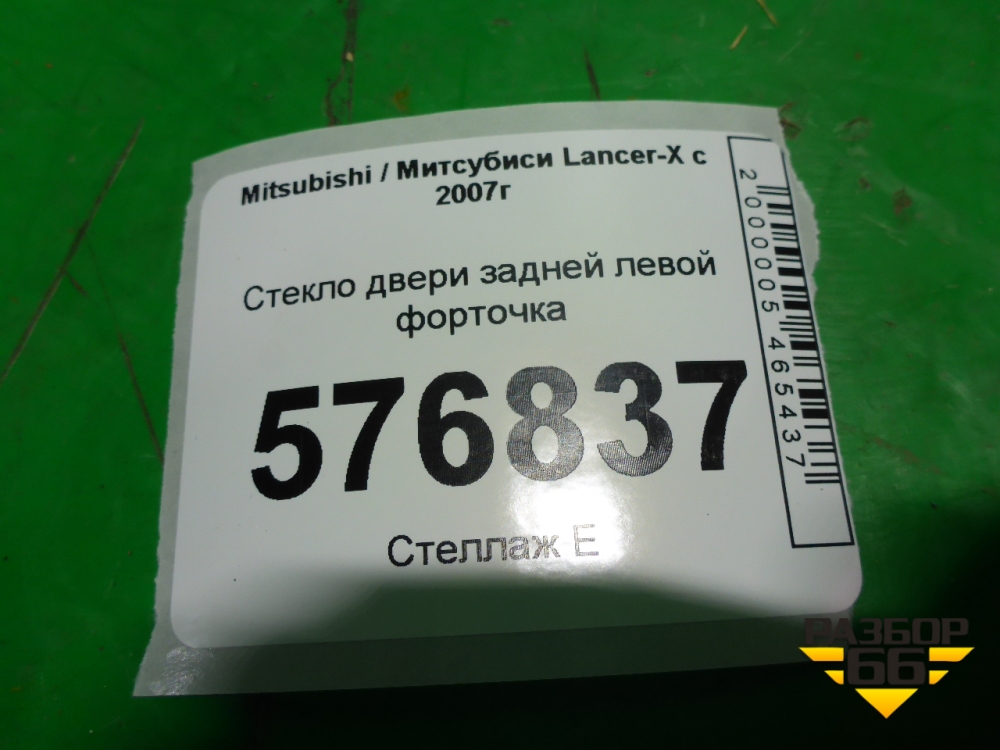 Mitsubishi / Митсубиси Lancer-X с
2007г
Стекло двери задней левой
форточка
576837
Стеллаж Е
2000005465437
РАЗБОР
66